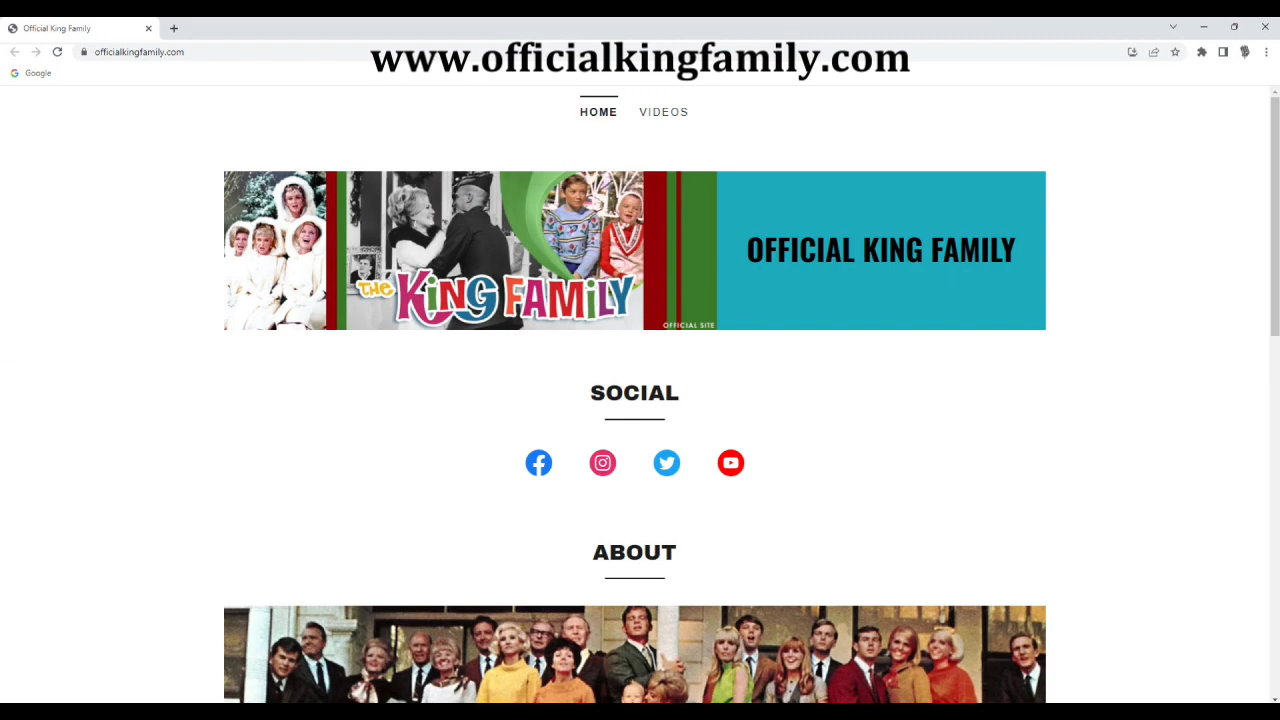 Official King Family
officialkingfamily.com
www.officialkingfamily.com
Google
HOME VIDEOS
THE KING FAMILY
OFFICIAL SITE
OFFICIAL KING FAMILY
SOCIAL
ABOUT